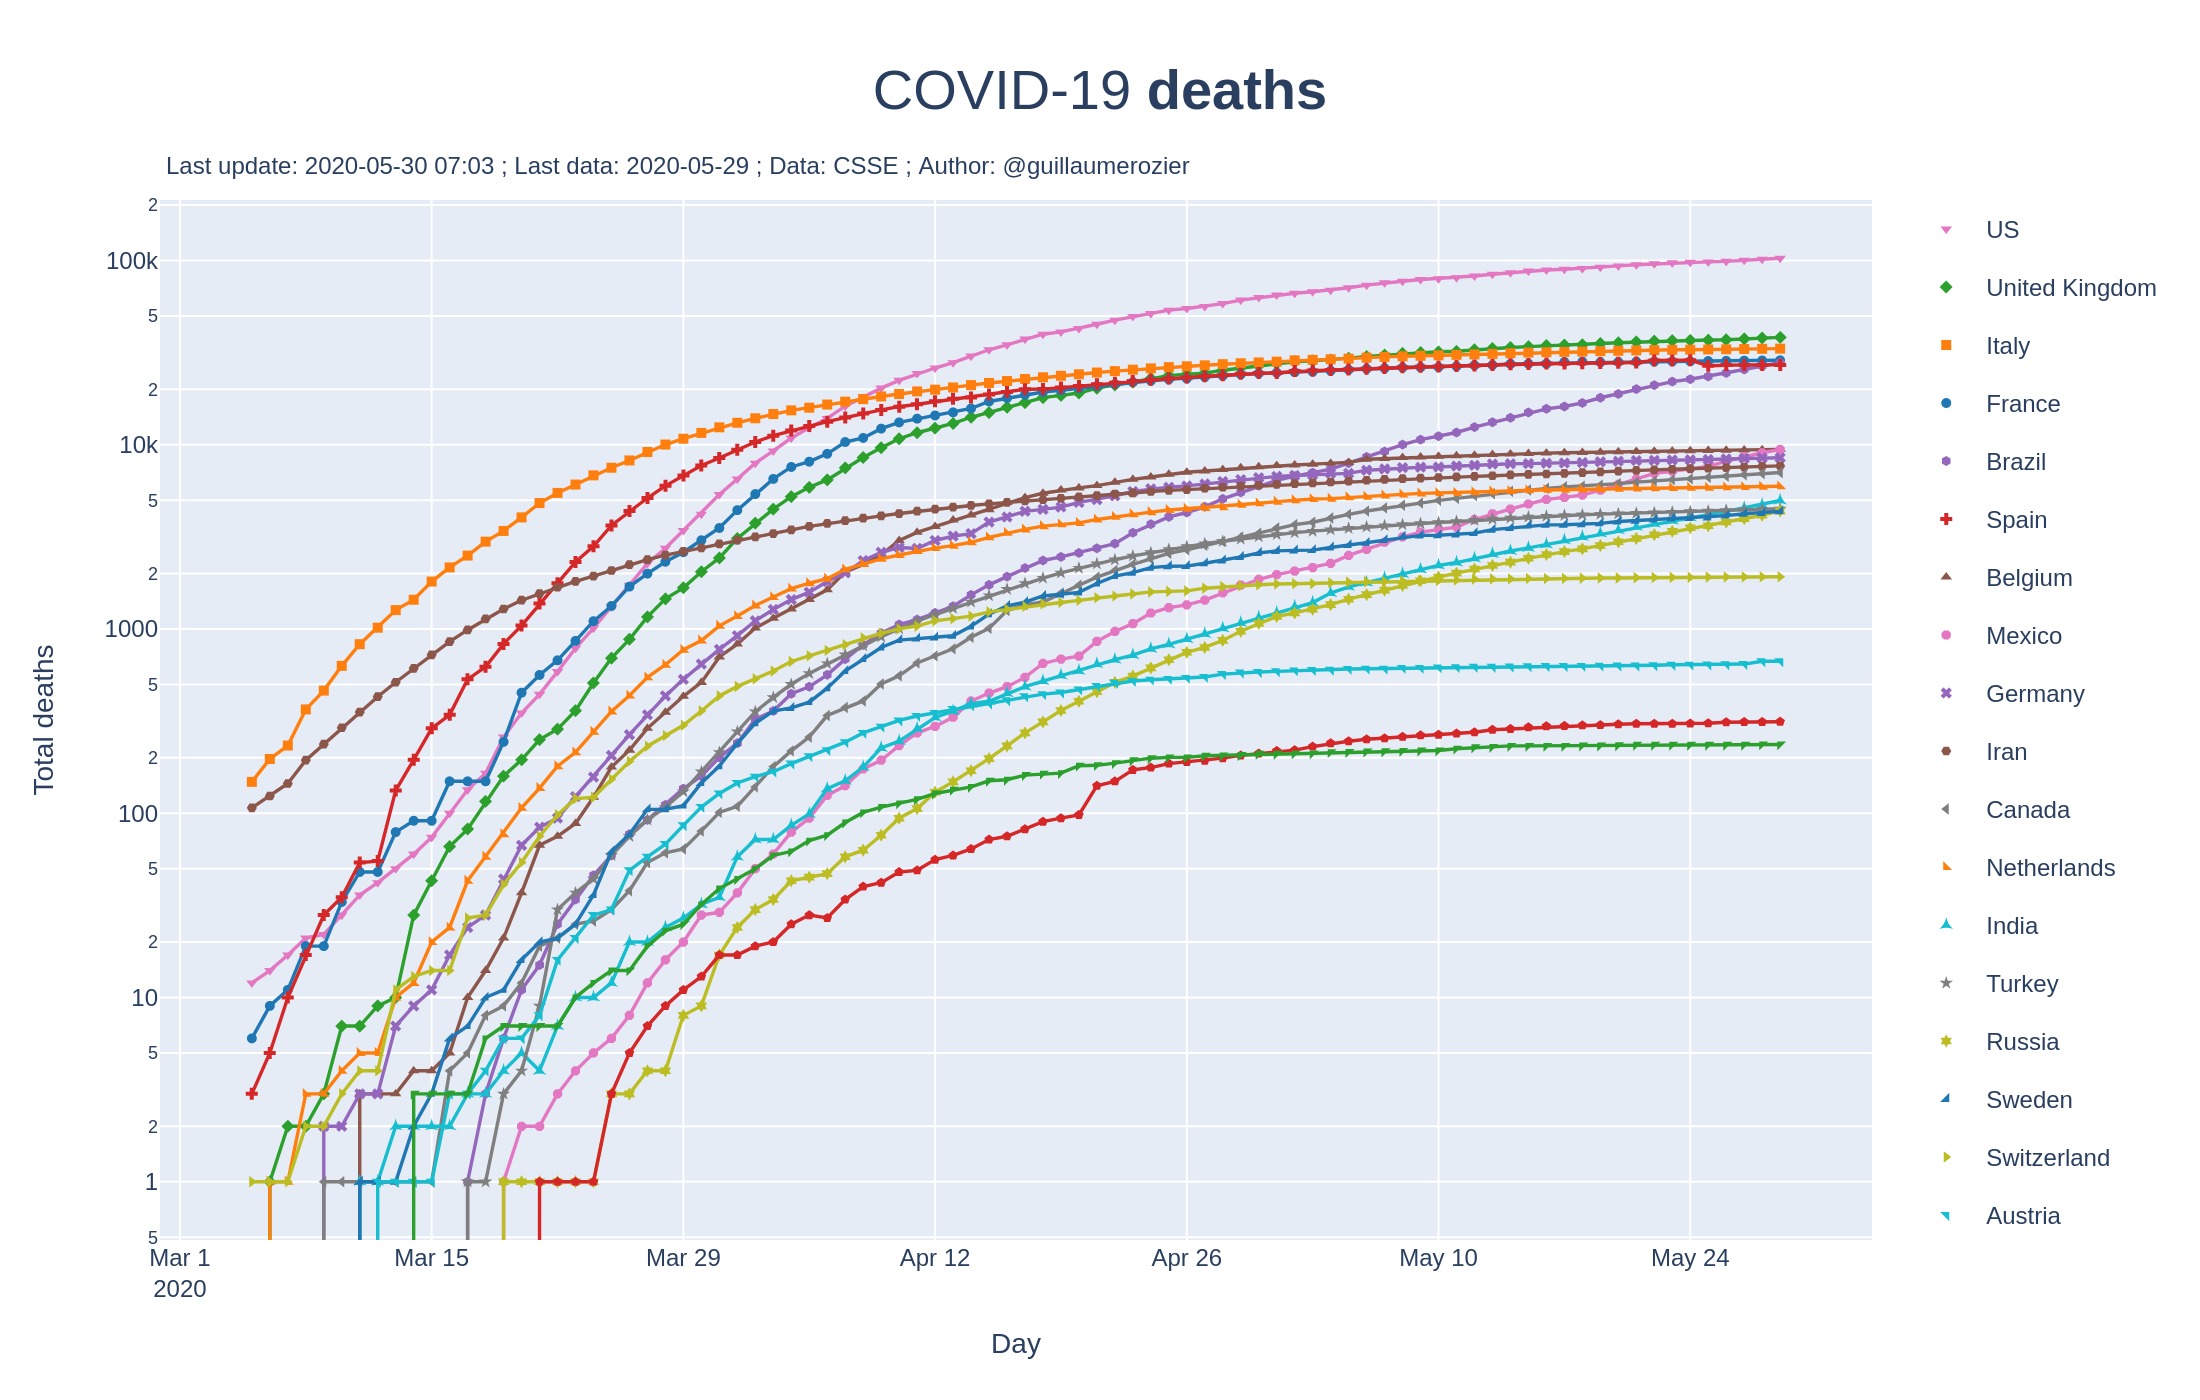 COVID-19 deaths
Last update: 2020-05-30 07:03 ; Last data: 2020-05-29 ; Data: CSSE ; Author: @guillaumerozier
2
100k
5
2
10k
5
2
1000
5
2
100
5
2
10
5
2
1
5
Total deaths
Mar 1
2020
Mar 15
Mar 29
Apr 12
Apr 26
May 10
May 24
Day
US
United Kingdom
Italy
France
Brazil
Spain
Belgium
Mexico
Germany
Iran
Canada
Netherlands
India
Turkey
Russia
Sweden
Switzerland
Austria